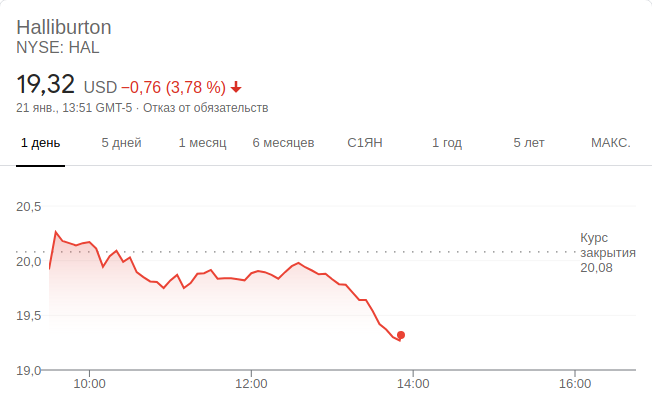 Halliburton
NYSE: HAL
19,32 USD −0,76 (3,78 %)
21 янв., 13:51 GMT-5 · Отказ от обязательств
1 день 5 дней 1 месяц 6 месяцев С1ЯН 1 год 5 лет МАКС.
20,5
Курс
закрытия
20,08
20,0
19,5
19,0
10:00 12:00 14:00 16:00